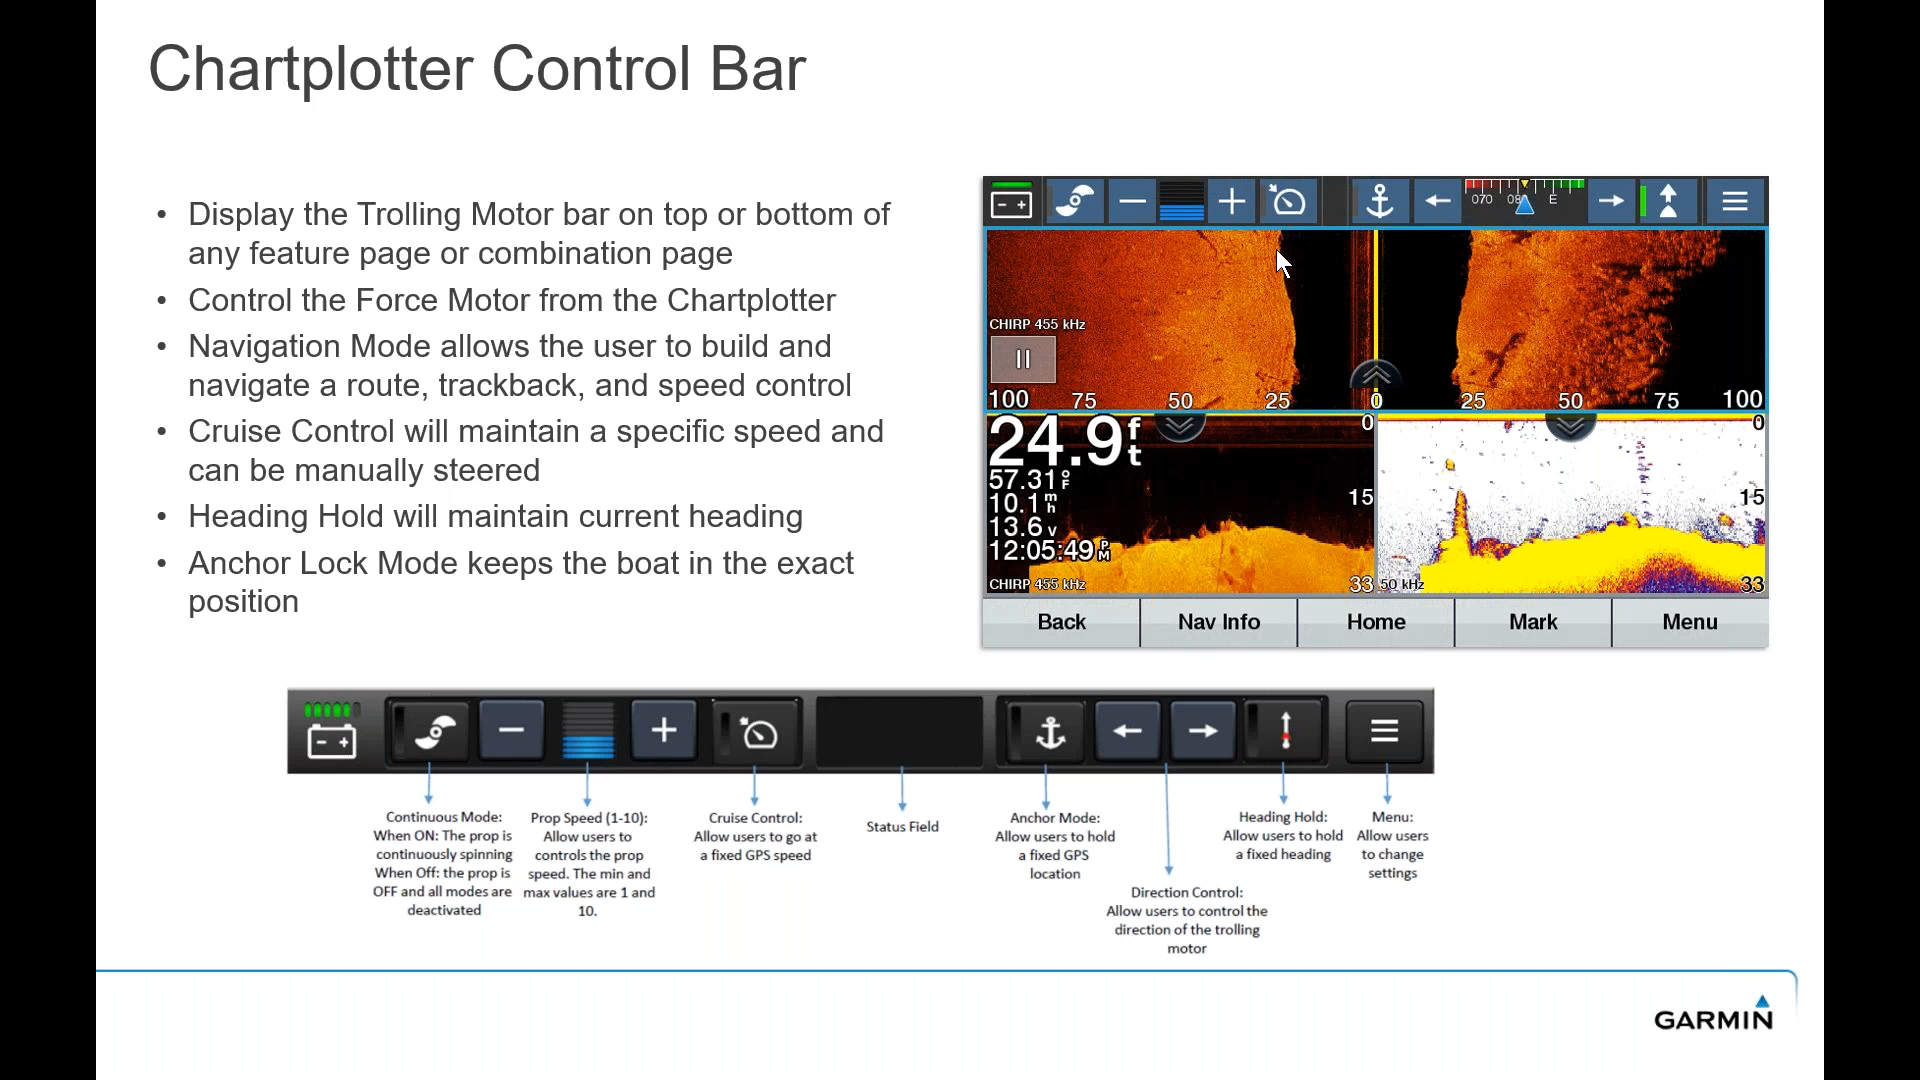 Chartplotter Control Bar
• Display the Trolling Motor bar on top or bottom of
any feature page or combination page
• Control the Force Motor from the Chartplotter
• Navigation Mode allows the user to build and
navigate a route, trackback, and speed control
• Cruise Control will maintain a specific speed and
can be manually steered
• Heading Hold will maintain current heading
• Anchor Lock Mode keeps the boat in the exact
position
070 E
CHIRP 455 kHz
100 75 50 25 0 25 50 75 100
24.9 ft
57.31 °F
10.1 mh
13.6 v
12:05:49 PM
CHIRP 455 kHz
0
15
33
50 kHz
0
15
33
Back Nav Info Home Mark Menu
Continuous Mode:
When ON: The prop is
continuously spinning
When Off: the prop is
OFF and all modes are
deactivated
Prop Speed (1-10):
Allow users to
controls the prop
speed. The min and
max values are 1 and
10.
Cruise Control:
Allow users to go at
a fixed GPS speed
Status Field
Anchor Mode:
Allow users to hold
a fixed GPS
location
Direction Control:
Allow users to control the
direction of the trolling
motor
Heading Hold:
Allow users to hold
a fixed heading
Menu:
Allow users
to change
settings
GARMIN